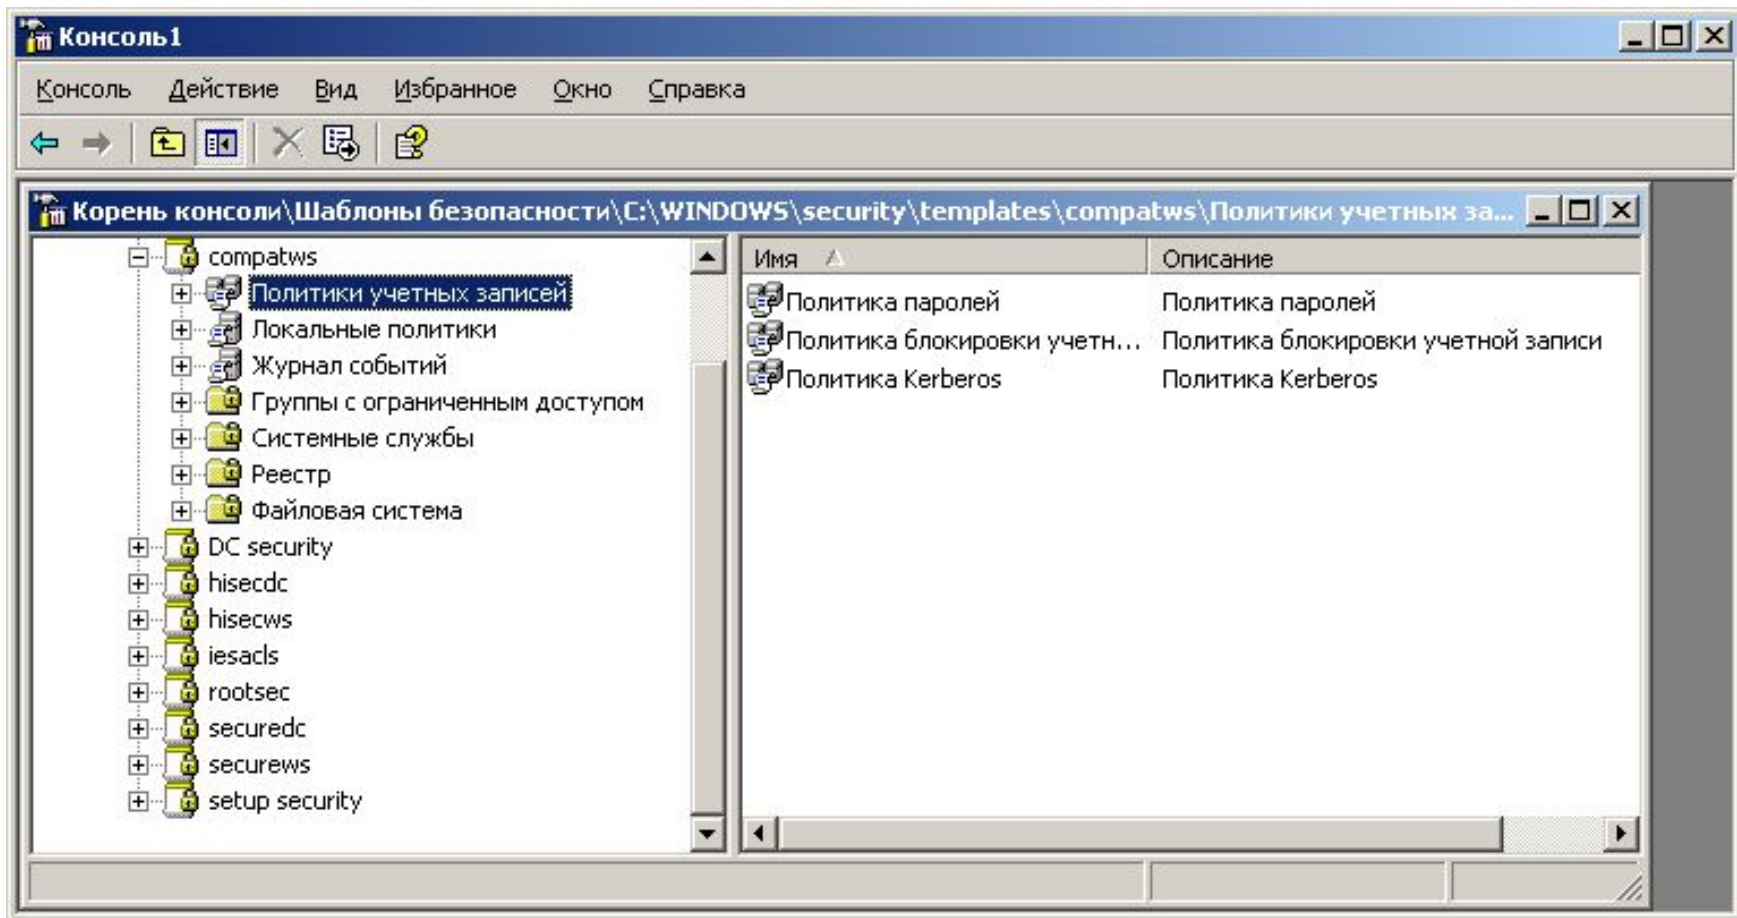 Консоль1
Консоль Действие Вид Избранное Окно Справка
Корень консоли\Шаблоны безопасности\C:\WINDOWS\security\templates\compatws\Политики учетных за...
compatws
Политики учетных записей
Локальные политики
Журнал событий
Группы с ограниченным доступом
Системные службы
Реестр
Файловая система
DC security
hisecdc
hisecws
iesacls
rootsec
securedc
securews
setup security
Имя Описание
Политика паролей Политика паролей
Политика блокировки учетн... Политика блокировки учетной записи
Политика Kerberos Политика Kerberos